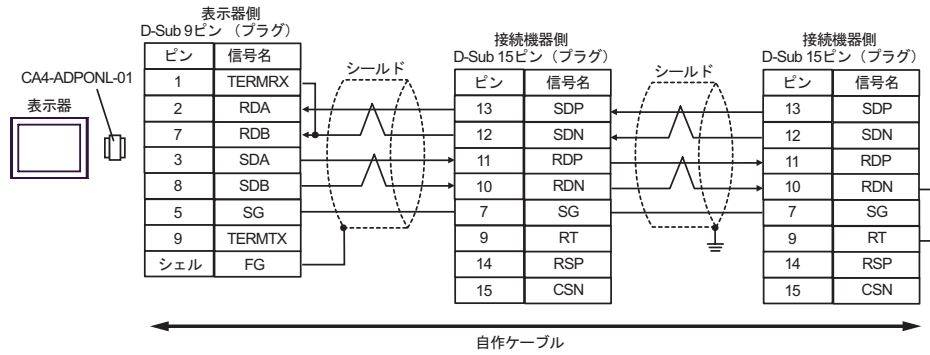 表示器側
D-Sub 9ピン （プラグ）
接続機器側
D-Sub 15ピン（プラグ）
接続機器側
D-Sub 15ピン（プラグ）
CA4-ADPONL-01
表示器
シールド
シールド
ピン 信号名
1 TERMRX
2 RDA
7 RDB
3 SDA
8 SDB
5 SG
9 TERMTX
シェル FG
ピン 信号名
13 SDP
12 SDN
11 RDP
10 RDN
7 SG
9 RT
14 RSP
15 CSN
ピン 信号名
13 SDP
12 SDN
11 RDP
10 RDN
7 SG
9 RT
14 RSP
15 CSN
自作ケーブル